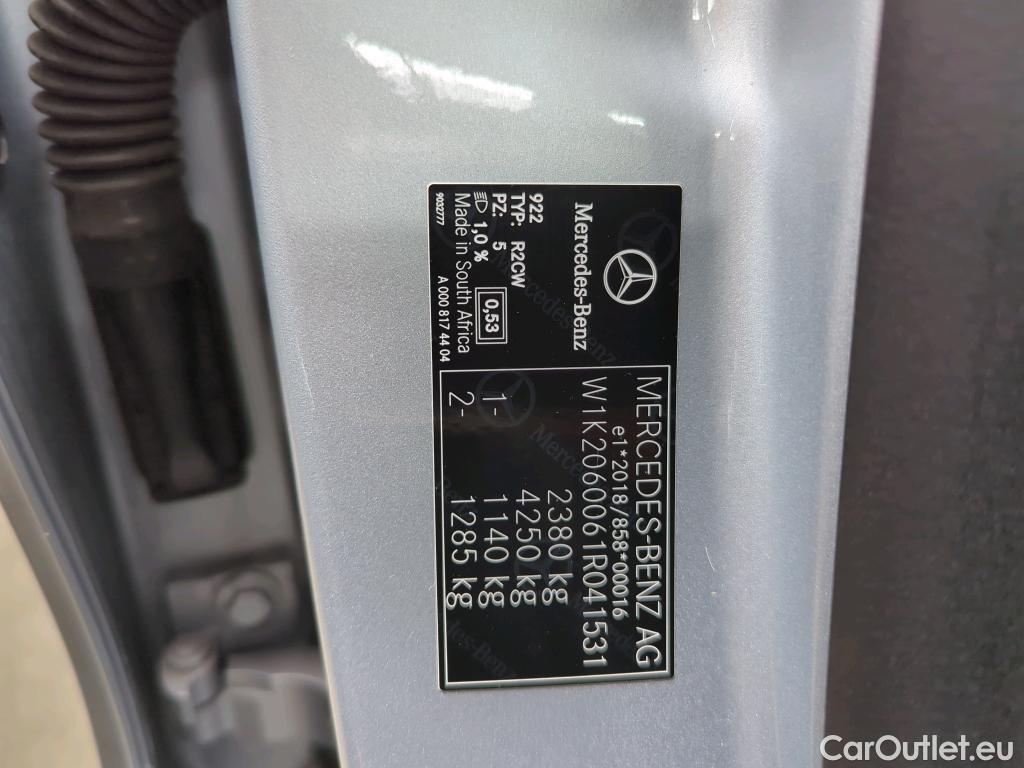 Mercedes-Benz
922
TYP: R2CW
PZ: 5
1,0 % 0,53
Made in South Africa
9032777 A 000 817 44 04
MERCEDES-BENZ AG
e1*2018/858*00016
W1K2060061R041531
2380 kg
4250 kg
1- 1140 kg
2- 1285 kg
CarOutlet.eu